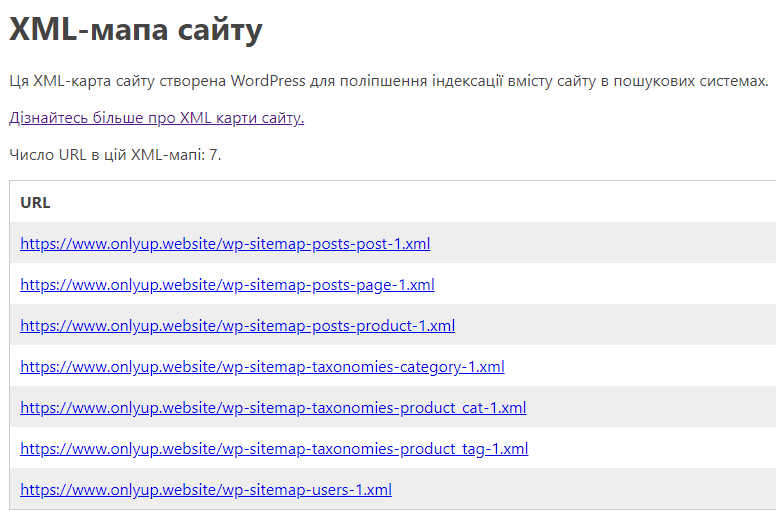 XML-мапа сайту
Ця XML-карта сайту створена WordPress для поліпшення індексації вмісту сайту в пошукових системах.
Дізнайтесь більше про XML карти сайту.
Число URL в цій XML-мапі: 7.
URL
https://www.onlyup.website/wp-sitemap-posts-post-1.xml
https://www.onlyup.website/wp-sitemap-posts-page-1.xml
https://www.onlyup.website/wp-sitemap-posts-product-1.xml
https://www.onlyup.website/wp-sitemap-taxonomies-category-1.xml
https://www.onlyup.website/wp-sitemap-taxonomies-product_cat-1.xml
https://www.onlyup.website/wp-sitemap-taxonomies-product_tag-1.xml
https://www.onlyup.website/wp-sitemap-users-1.xml